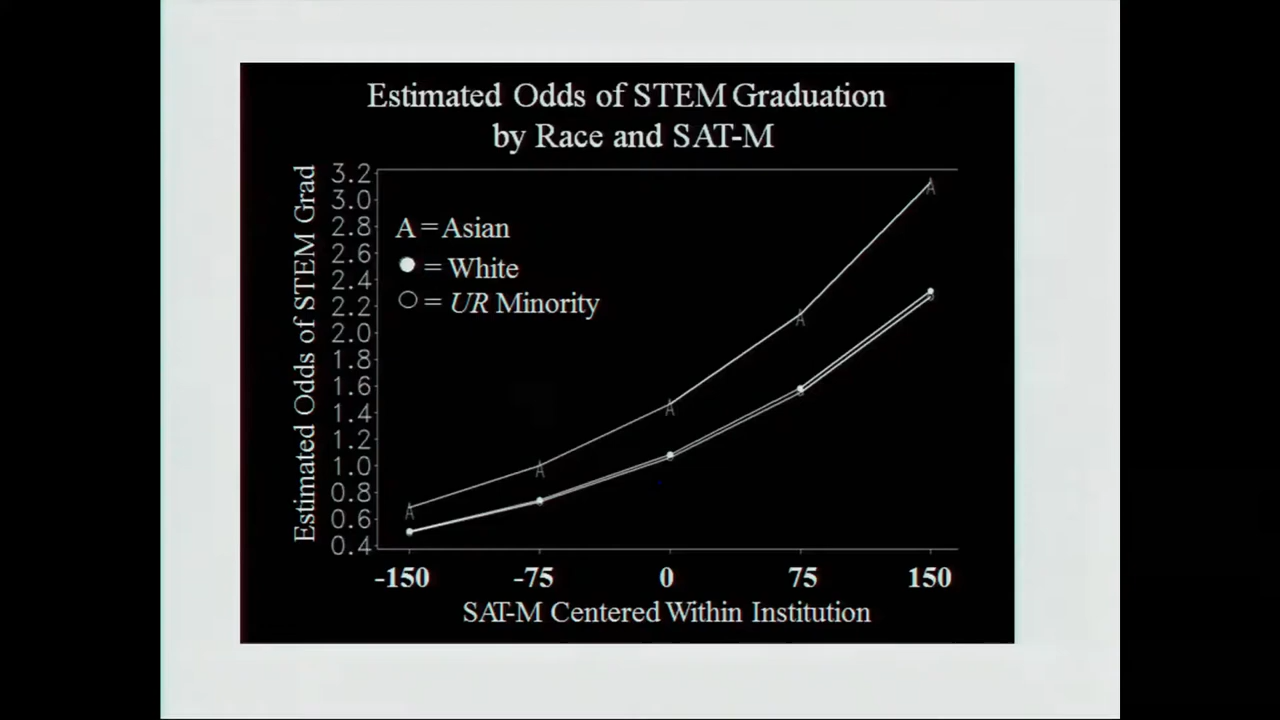 Estimated Odds of STEM Graduation
by Race and SAT-M
Estimated Odds of STEM Grad
3.2
3.0
2.8
2.6
2.4
2.2
2.0
1.8
1.6
1.4
1.2
1.0
0.8
0.6
0.4
A = Asian
= White
= UR Minority
A
A
A
A
A
-150 -75 0 75 150
SAT-M Centered Within Institution